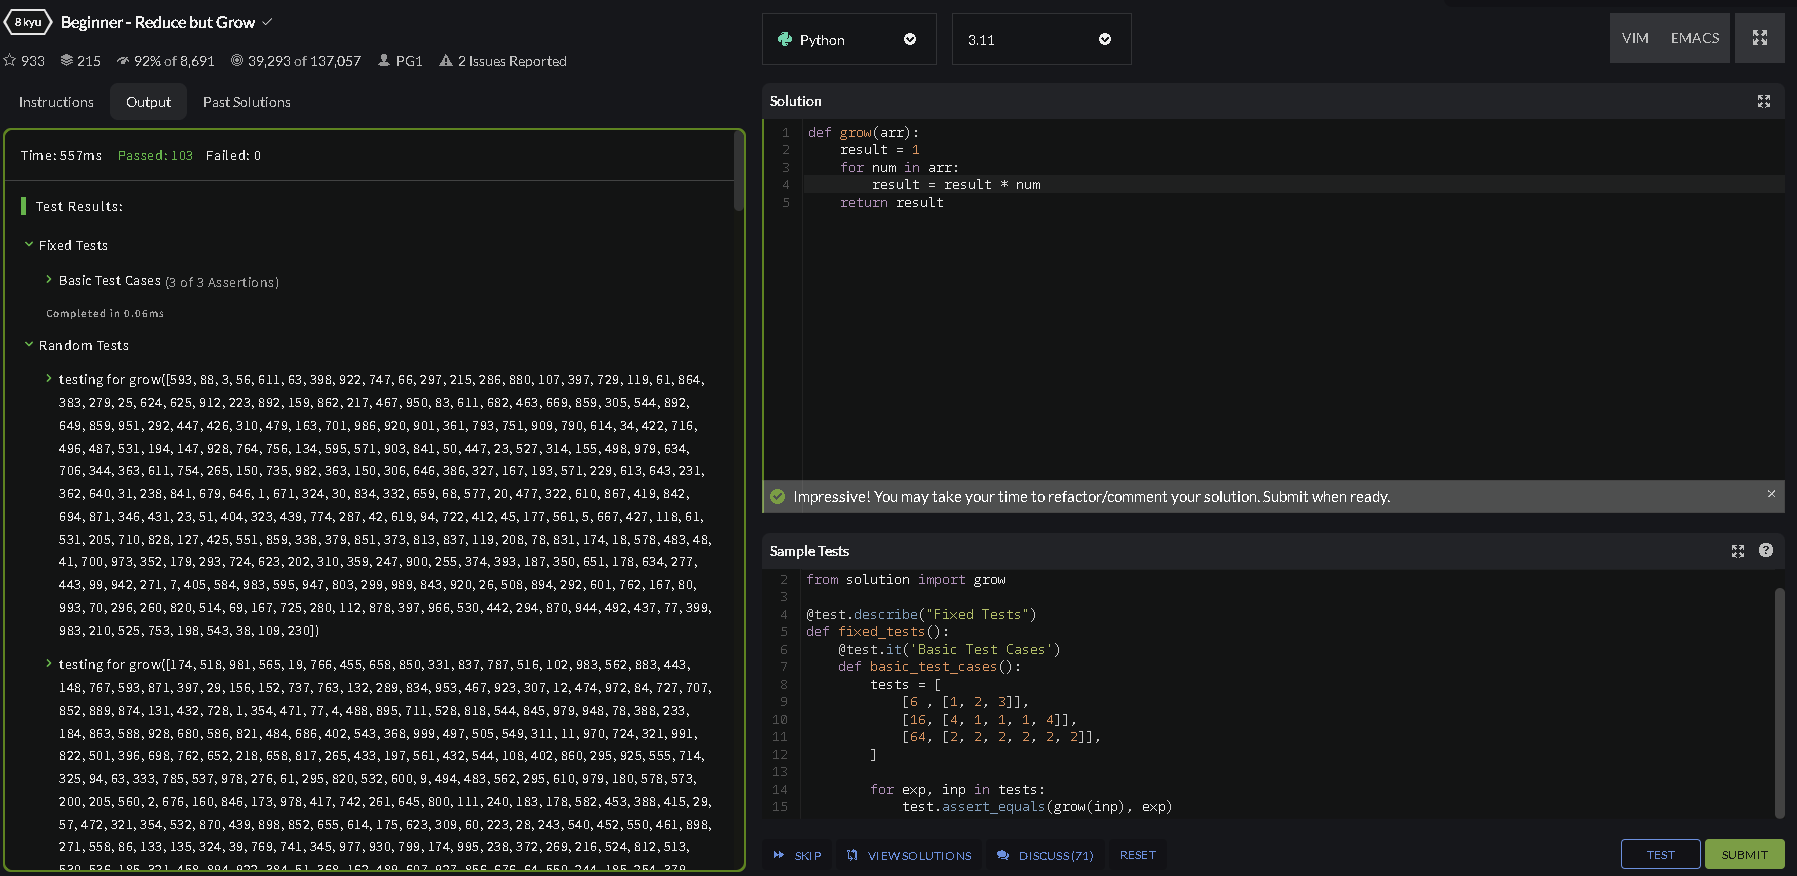 8 kyu Beginner - Reduce but Grow
933 215 92% of 8,691 39,293 of 137,057 PG1 2 Issues Reported
Instructions Output Past Solutions
Time: 557ms Passed: 103 Failed: 0
Test Results:
Fixed Tests
Basic Test Cases (3 of 3 Assertions)
Completed in 0.06ms
Random Tests
testing for grow([593, 88, 3, 56, 611, 63, 398, 922, 747, 66, 297, 215, 286, 880, 107, 397, 729, 119, 61, 864,
383, 279, 25, 624, 625, 912, 223, 892, 159, 862, 217, 467, 950, 83, 611, 682, 463, 669, 859, 305, 544, 892,
649, 859, 951, 292, 447, 426, 310, 479, 163, 701, 986, 920, 901, 361, 793, 751, 909, 790, 614, 34, 422, 716,
496, 487, 531, 194, 147, 928, 764, 756, 134, 595, 571, 903, 841, 50, 447, 23, 527, 314, 155, 498, 979, 634,
706, 344, 363, 611, 754, 265, 150, 735, 982, 363, 150, 306, 646, 386, 327, 167, 193, 571, 229, 613, 643, 231,
362, 640, 31, 238, 841, 679, 646, 1, 671, 324, 30, 834, 332, 659, 68, 577, 20, 477, 322, 610, 867, 419, 842,
694, 871, 346, 431, 23, 51, 404, 323, 439, 774, 287, 42, 619, 94, 722, 412, 45, 177, 561, 5, 667, 427, 118, 61,
531, 205, 710, 828, 127, 425, 551, 859, 338, 379, 851, 373, 813, 837, 119, 208, 78, 831, 174, 18, 578, 483, 48,
41, 700, 973, 352, 179, 293, 724, 623, 202, 310, 359, 247, 900, 255, 374, 393, 187, 350, 651, 178, 634, 277,
443, 99, 942, 271, 7, 405, 584, 983, 595, 947, 803, 299, 989, 843, 920, 26, 508, 894, 292, 601, 762, 167, 80,
993, 70, 296, 260, 820, 514, 69, 167, 725, 280, 112, 878, 397, 966, 530, 442, 294, 870, 944, 492, 437, 77, 399,
983, 210, 525, 753, 198, 543, 38, 109, 230])
testing for grow([174, 518, 981, 565, 19, 766, 455, 658, 850, 331, 837, 787, 516, 102, 983, 562, 883, 443,
148, 767, 593, 871, 397, 29, 156, 152, 737, 763, 132, 289, 834, 953, 467, 923, 307, 12, 474, 972, 84, 727, 707,
852, 889, 874, 131, 432, 728, 1, 354, 471, 77, 4, 488, 895, 711, 528, 818, 544, 845, 979, 948, 78, 388, 233,
184, 863, 588, 928, 680, 586, 821, 484, 686, 402, 543, 368, 999, 497, 505, 549, 311, 11, 970, 724, 321, 991,
822, 501, 396, 698, 762, 652, 218, 658, 817, 265, 433, 197, 561, 432, 544, 108, 402, 860, 295, 925, 555, 714,
325, 94, 63, 333, 785, 537, 978, 276, 61, 295, 820, 532, 600, 9, 494, 483, 562, 295, 610, 979, 180, 578, 573,
200, 205, 560, 2, 676, 160, 846, 173, 978, 417, 742, 261, 645, 800, 111, 240, 183, 178, 582, 453, 388, 415, 29,
57, 472, 321, 354, 532, 870, 439, 898, 852, 655, 614, 175, 623, 309, 60, 223, 28, 243, 540, 452, 550, 461, 898,
271, 558, 86, 133, 135, 324, 39, 769, 741, 345, 977, 930, 799, 174, 995, 238, 372, 269, 216, 524, 812, 513,
530, 536, 185, 321, 458, 894, 922, 384, 51, 368, 162, 489, 607, 927, 856, 676, 64, 550, 244, 185, 254, 379,
Python 3.11 VIM EMACS
Solution
1 def grow(arr):
2 result = 1
3 for num in arr:
4 result = result * num
5 return result
Impressive! You may take your time to refactor/comment your solution. Submit when ready.
Sample Tests
2 from solution import grow
3
4 @test.describe("Fixed Tests")
5 def fixed_tests():
6 @test.it('Basic Test Cases')
7 def basic_test_cases():
8 tests = [
9 [6 , [1, 2, 3]],
10 [16, [4, 1, 1, 1, 4]],
11 [64, [2, 2, 2, 2, 2, 2]],
12 ]
13
14 for exp, inp in tests:
15 test.assert_equals(grow(inp), exp)
SKIP VIEW SOLUTIONS DISCUSS (71) RESET TEST SUBMIT